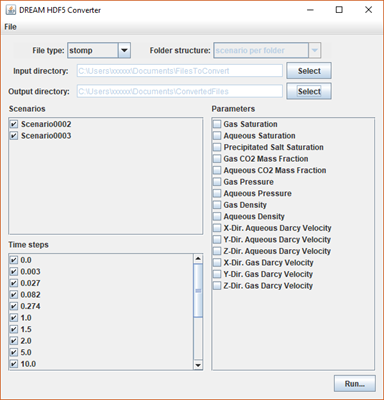 DREAM HDF5 Converter
File
File type: stomp Folder structure: scenario per folder
Input directory: C:\Users\xxxxxx\Documents\FilesToConvert Select
Output directory: C:\Users\xxxxxx\Documents\ConvertedFiles Select
Scenarios
Scenario0002
Scenario0003
Time steps
0.0
0.003
0.027
0.082
0.274
1.0
1.5
2.0
5.0
10.0
Parameters
Gas Saturation
Aqueous Saturation
Precipitated Salt Saturation
Gas CO2 Mass Fraction
Aqueous CO2 Mass Fraction
Gas Pressure
Aqueous Pressure
Gas Density
Aqueous Density
X-Dir. Aqueous Darcy Velocity
Y-Dir. Aqueous Darcy Velocity
Z-Dir. Aqueous Darcy Velocity
X-Dir. Gas Darcy Velocity
Y-Dir. Gas Darcy Velocity
Z-Dir. Gas Darcy Velocity
Run...